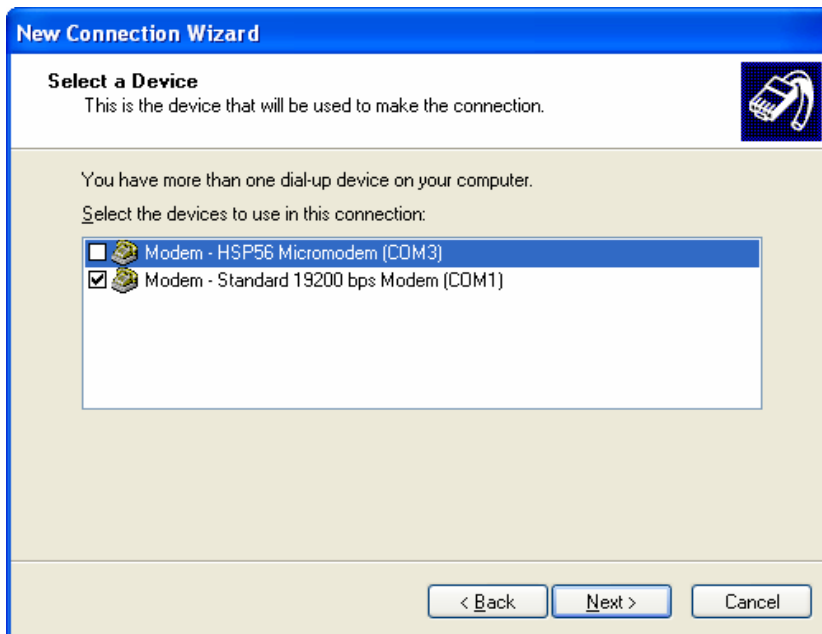 New Connection Wizard
Select a Device
This is the device that will be used to make the connection.
You have more than one dial-up device on your computer.
Select the devices to use in this connection:
Modem - HSP56 Micromodem (COM3)
Modem - Standard 19200 bps Modem (COM1)
< Back Next > Cancel